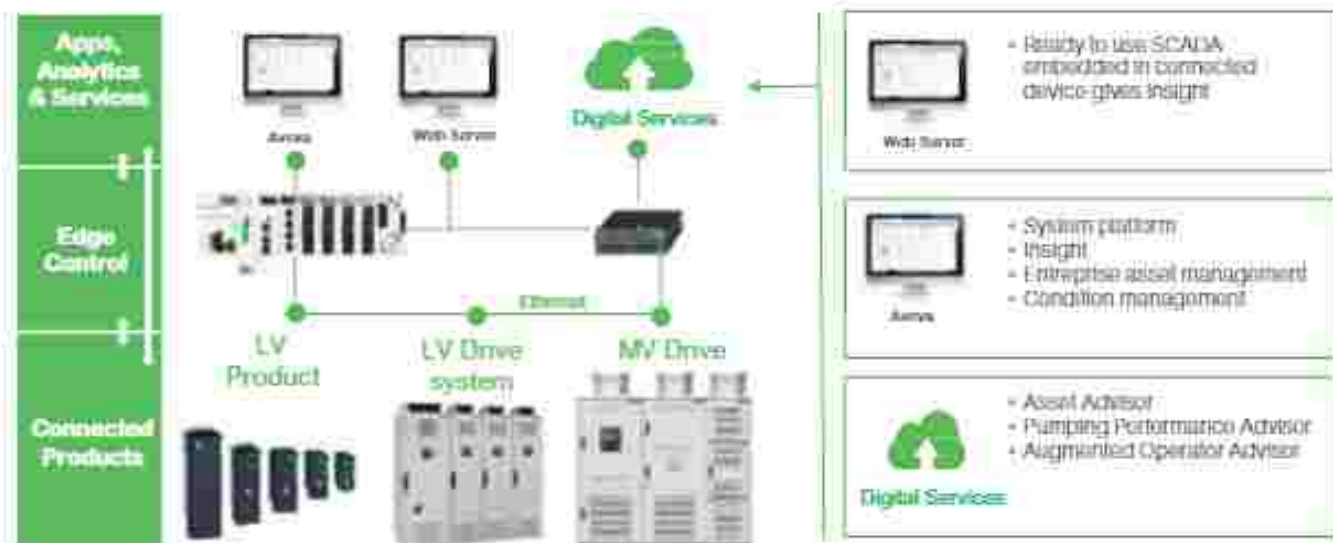 Apps,
Analytics
& Services
Aveva
Web Server
Digital Services
Edge
Control
Ethernet
Connected
Products
LV
Product
LV Drive
system
MV Drive
Web Server
• Ready to use SCADA
embedded in connected
device gives insight
Aveva
• System platform
• Insight
• Entreprise asset management
• Condition management
Digital Services
• Asset Advisor
• Pumping Performance Advisor
• Augmented Operator Advisor